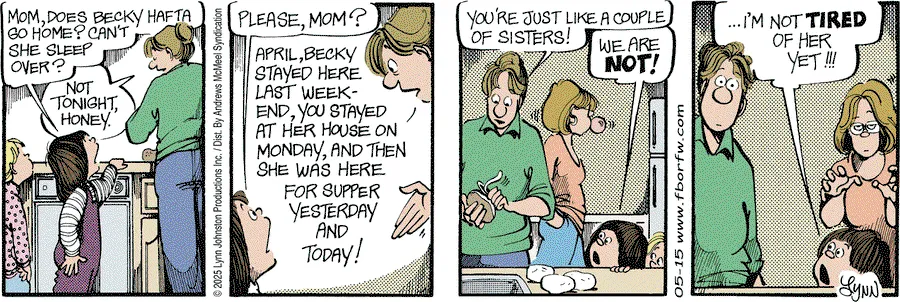 MOM, DOES BECKY HAFTA
GO HOME? CAN'T
SHE SLEEP
OVER?
NOT
TONIGHT,
HONEY.
© 2025 Lynn Johnston Productions Inc. / Dist. By Andrews McMeel Syndication
PLEASE, MOM?
APRIL, BECKY
STAYED HERE
LAST WEEK-
END, YOU STAYED
AT HER HOUSE ON
MONDAY, AND THEN
SHE WAS HERE
FOR SUPPER
YESTERDAY
AND
TODAY!
YOU'RE JUST LIKE A COUPLE
OF SISTERS!
WE ARE
NOT!
05-15 www.fborfw.com
...I'M NOT TIRED
OF HER
YET!!!
LYNN